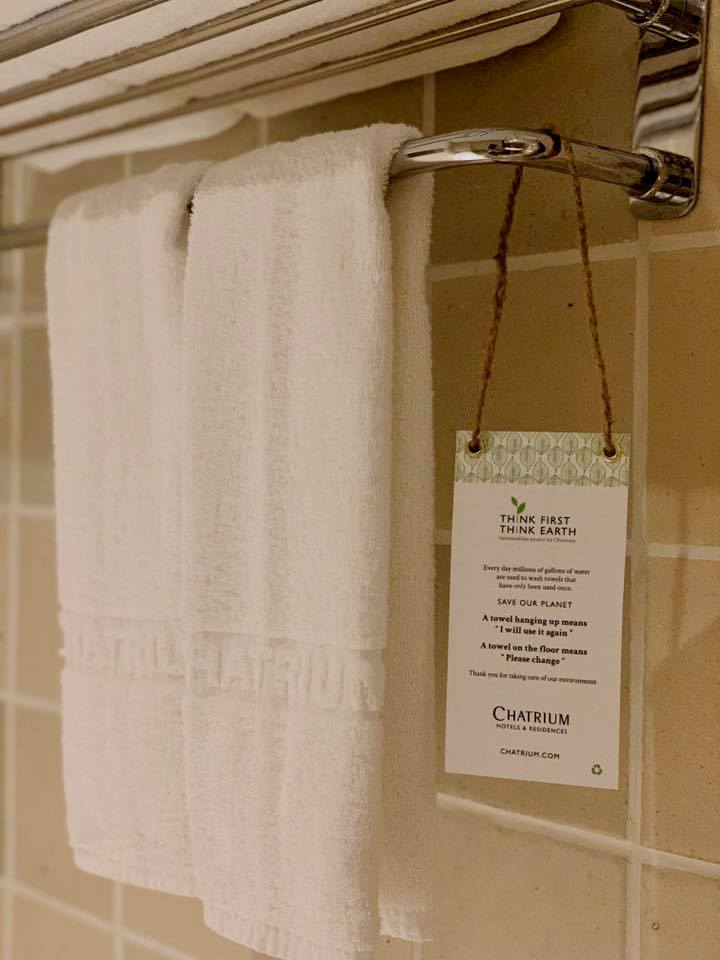 THINK FIRST
THINK EARTH
Sustainability project by Chatrium
Every day millions of gallons of water
are used to wash towels that
have only been used once.
SAVE OUR PLANET
A towel hanging up means
" I will use it again "
A towel on the floor means
" Please change "
Thank you for taking care of our environment.
CHATRIUM
HOTELS & RESIDENCES
CHATRIUM.COM
CHATRIUM